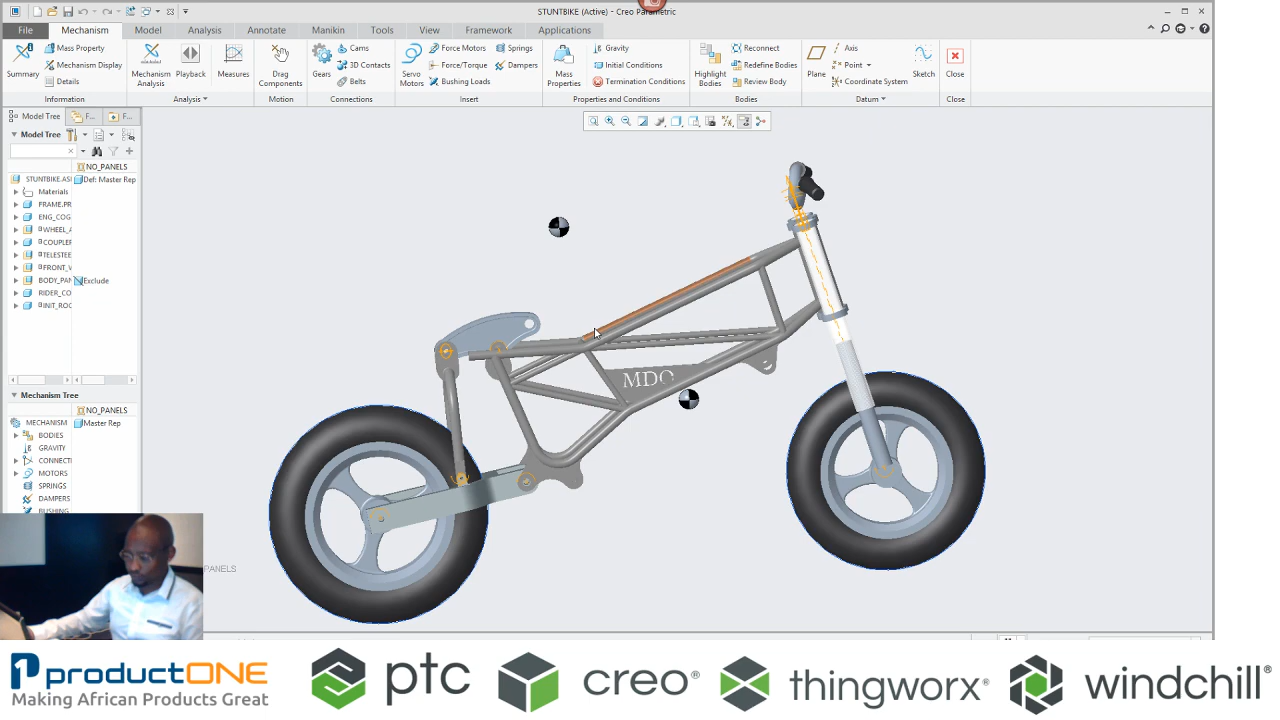 STUNTBIKE (Active) - Creo Parametric
File Mechanism Model Analysis Annotate Manikin Tools View Framework Applications
Summary
Mass Property
Mechanism Display
Details
Information
Mechanism Analysis
Playback
Measures
Analysis
Drag Components
Motion
Gears
Cams
3D Contacts
Belts
Connections
Servo Motors
Force Motors
Force/Torque
Bushing Loads
Springs
Dampers
Insert
Mass Properties
Gravity
Initial Conditions
Termination Conditions
Properties and Conditions
Highlight Bodies
Reconnect
Redefine Bodies
Review Body
Bodies
Plane
Axis
Point
Coordinate System
Sketch
Datum
Close
Close
Model Tree F... F...
Model Tree
NO_PANELS
STUNTBIKE.AS Def: Master Rep
Materials
FRAME.PR
ENG_COG
WHEEL_A
COUPLER
TELESTEE
FRONT_W
BODY_PAN Exclude
RIDER_CO
INIT_ROC
Mechanism Tree
NO_PANELS
MECHANISM Master Rep
BODIES
GRAVITY
CONNECTI
MOTORS
SPRINGS
DAMPERS
BUSHING
PANELS
MDO
productONE
Making African Products Great
ptc
creo®
thingworx®
windchill®